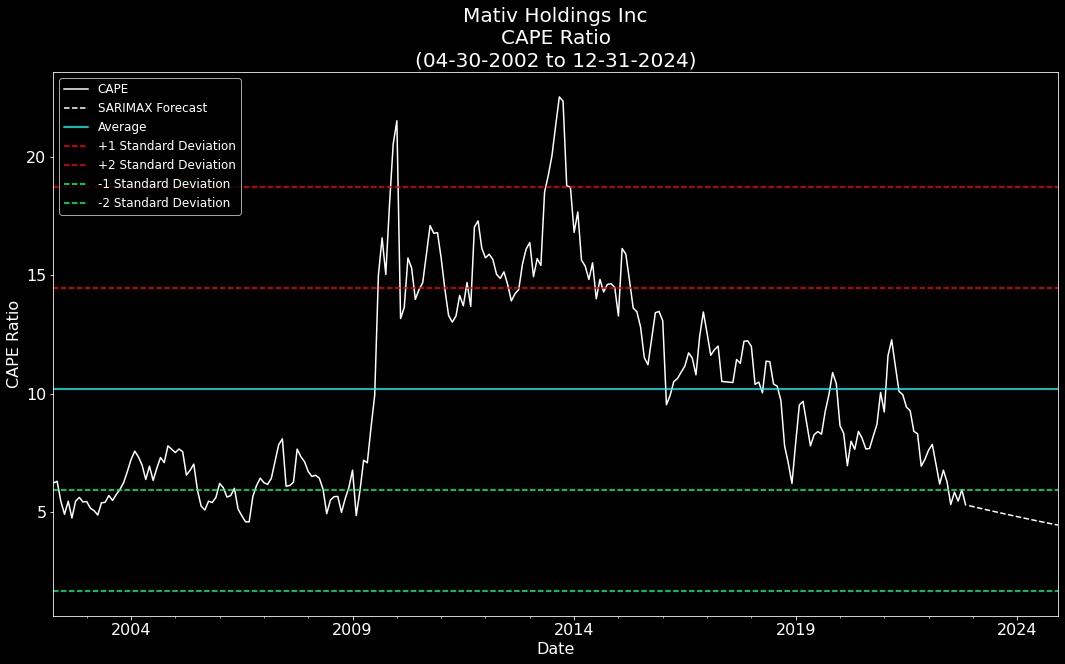 Mativ Holdings Inc
CAPE Ratio
(04-30-2002 to 12-31-2024)
CAPE
SARIMAX Forecast
Average
+1 Standard Deviation
+2 Standard Deviation
-1 Standard Deviation
-2 Standard Deviation
CAPE Ratio
20
15
10
5
2004 2009 2014 2019 2024
Date